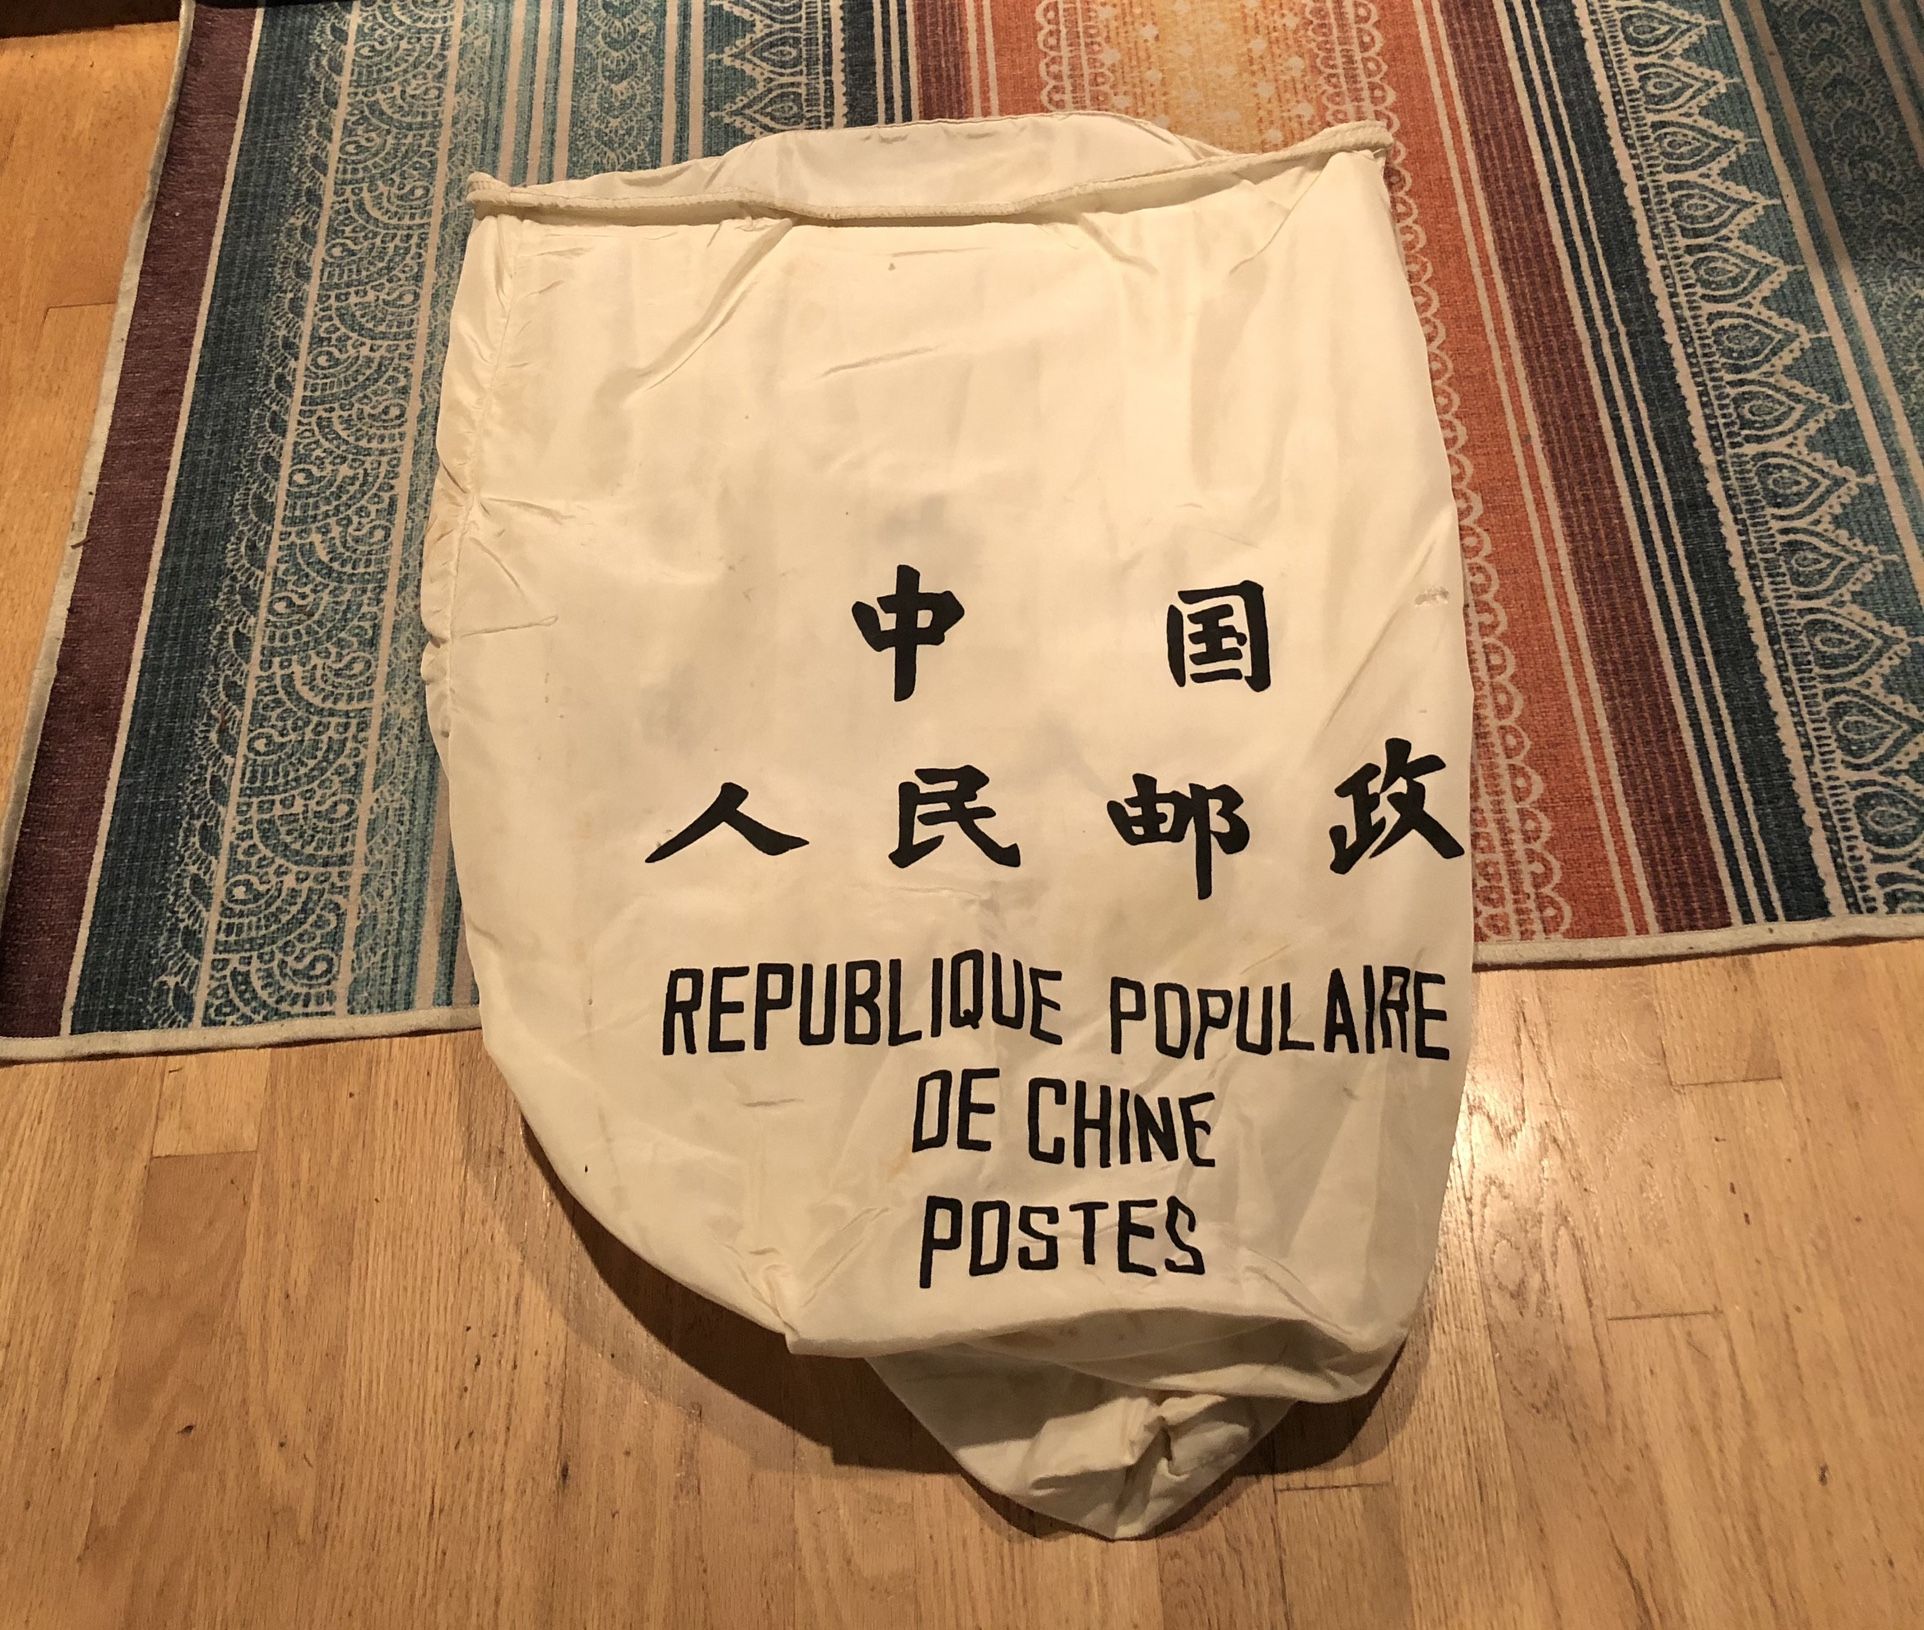 中国
人民邮政
REPUBLIQUE POPULAIRE
DE CHINE
POSTES